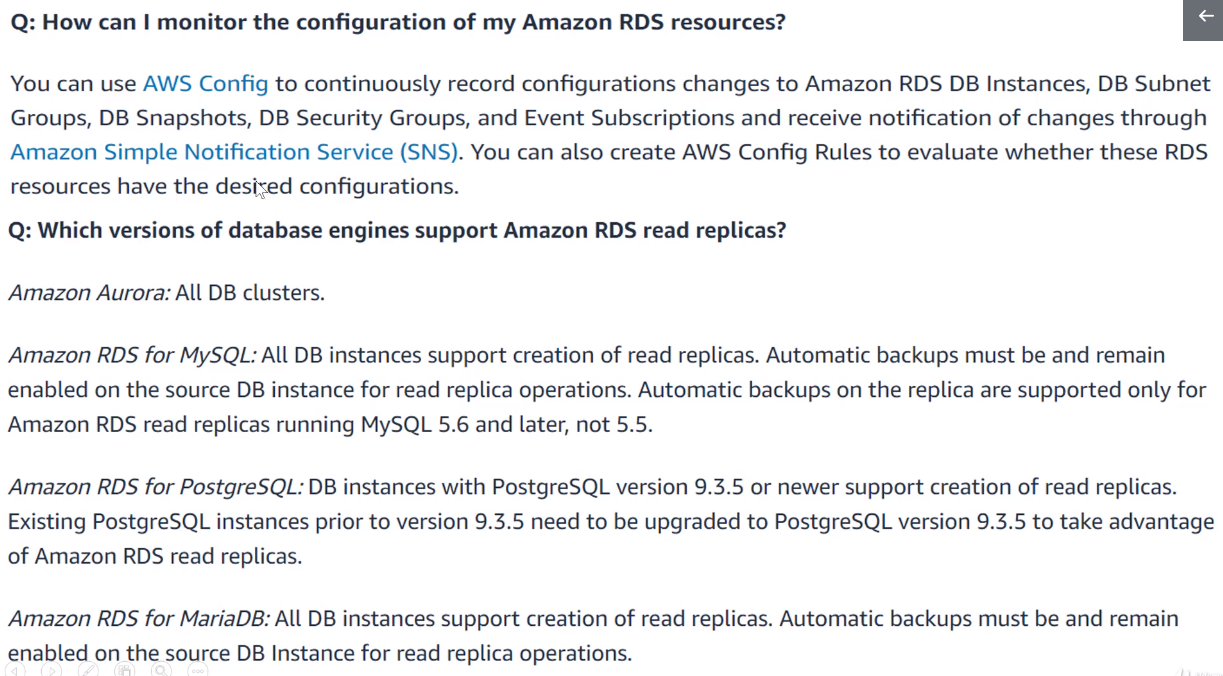 Q: How can I monitor the configuration of my Amazon RDS resources?
You can use AWS Config to continuously record configurations changes to Amazon RDS DB Instances, DB Subnet
Groups, DB Snapshots, DB Security Groups, and Event Subscriptions and receive notification of changes through
Amazon Simple Notification Service (SNS). You can also create AWS Config Rules to evaluate whether these RDS
resources have the desired configurations.
Q: Which versions of database engines support Amazon RDS read replicas?
Amazon Aurora: All DB clusters.
Amazon RDS for MySQL: All DB instances support creation of read replicas. Automatic backups must be and remain
enabled on the source DB instance for read replica operations. Automatic backups on the replica are supported only for
Amazon RDS read replicas running MySQL 5.6 and later, not 5.5.
Amazon RDS for PostgreSQL: DB instances with PostgreSQL version 9.3.5 or newer support creation of read replicas.
Existing PostgreSQL instances prior to version 9.3.5 need to be upgraded to PostgreSQL version 9.3.5 to take advantage
of Amazon RDS read replicas.
Amazon RDS for MariaDB: All DB instances support creation of read replicas. Automatic backups must be and remain
enabled on the source DB Instance for read replica operations.